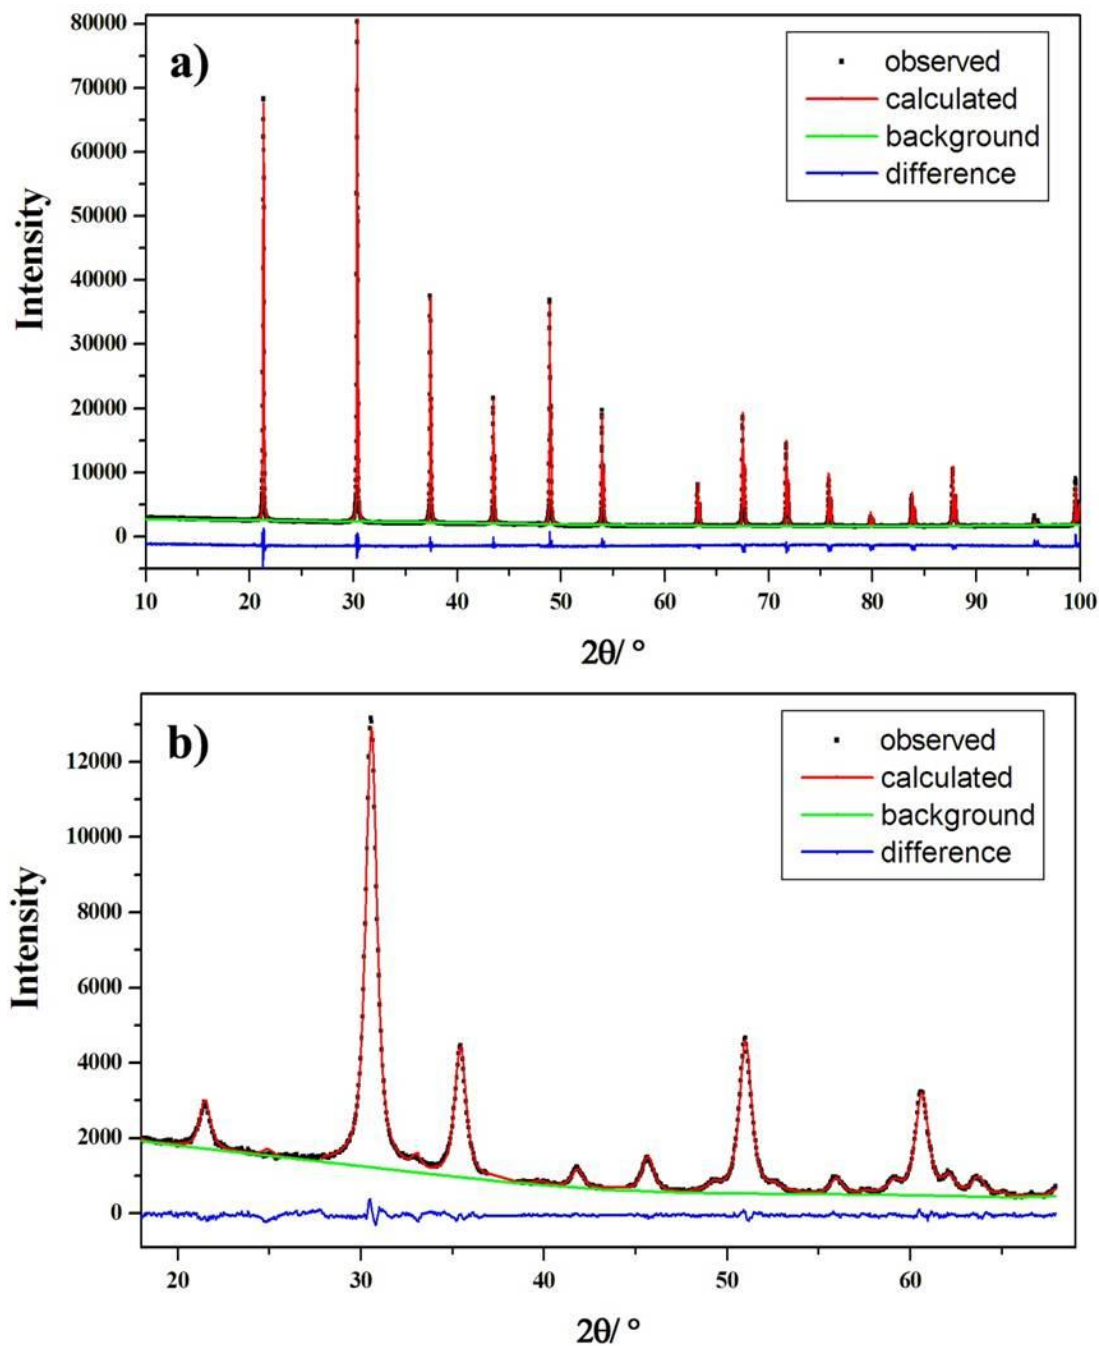 a)
observed
calculated
background
difference
Intensity
80000
70000
60000
50000
40000
30000
20000
10000
0
10 20 30 40 50 60 70 80 90 100
2θ/ °
b)
observed
calculated
background
difference
Intensity
12000
10000
8000
6000
4000
2000
0
20 30 40 50 60
2θ/ °